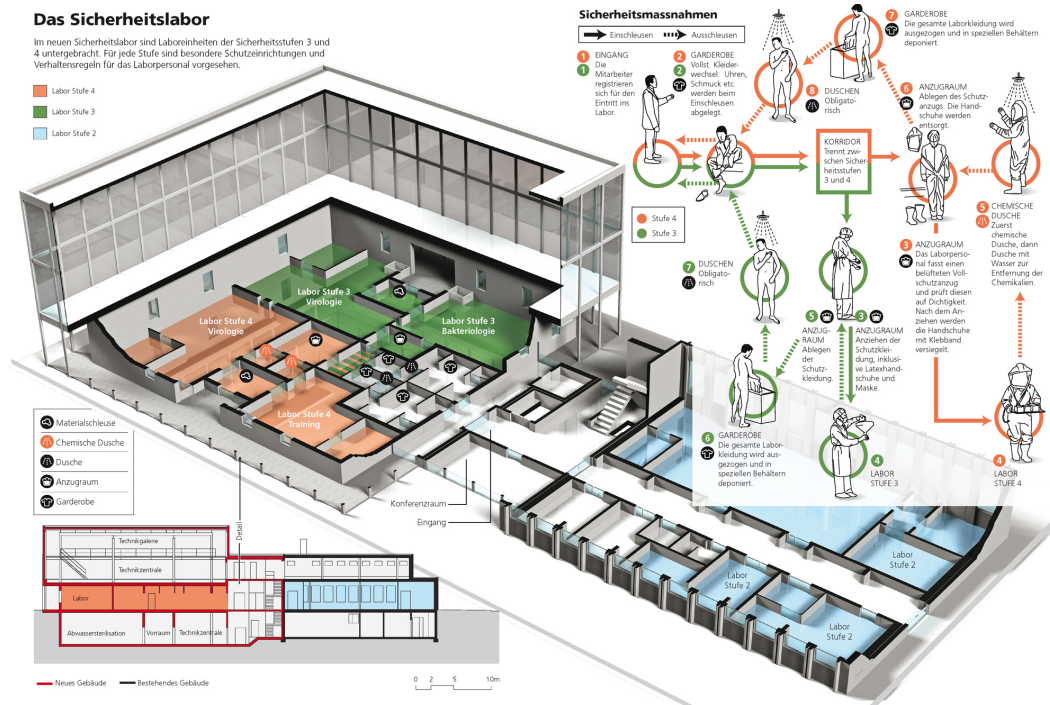 Das Sicherheitslabor
Im neuen Sicherheitslabor sind Laboreinheiten der Sicherheitsstufen 3 und
4 untergebracht. Für jede Stufe sind besondere Schutzeinrichtungen und
Verhaltensregeln für das Laborpersonal vorgesehen.
Labor Stufe 4
Labor Stufe 3
Labor Stufe 2
Sicherheitsmassnahmen
Einschleusen
Ausschleusen
1
1
EINGANG
Die
Mitarbeiter
registrieren
sich für den
Eintritt ins
Labor.
2
2
GARDEROBE
Vollst. Kleider-
wechsel: Uhren,
Schmuck etc.
werden beim
Einschleusen
abgelegt.
8
DUSCHEN
Obligato-
risch
7
GARDEROBE
Die gesamte Laborkleidung wird
ausgezogen und in speziellen Behältern
deponiert.
6
ANZUGRAUM
Ablegen des Schutz-
anzugs. Die Hand-
schuhe werden
entsorgt.
KORRIDOR
Trennt zwi-
schen Sicher-
heitsstufen
3 und 4
Stufe 4
Stufe 3
5
CHEMISCHE
DUSCHE
Zuerst
chemische
Dusche, dann
Dusche mit
Wasser zur
Entfernung der
Chemikalien.
3
ANZUGRAUM
Das Laborperso-
nal fasst einen
belüfteten Voll-
schutzanzug
und prüft diesen
auf Dichtigkeit.
Nach dem An-
ziehen werden
die Handschuhe
mit Klebband
versiegelt.
7
DUSCHEN
Obligato-
risch
5
ANZUG-
RAUM
Ablegen
der
Schutz-
kleidung.
3
ANZUGRAUM
Anziehen der
Schutzklei-
dung, inklusi-
ve Latexhand-
schuhe und
Maske.
6
GARDEROBE
Die gesamte Labor-
kleidung wird aus-
gezogen und in
speziellen Behältern
deponiert.
4
LABOR
STUFE 3
4
LABOR
STUFE 4
Labor Stufe 3
Virologie
Labor Stufe 4
Virologie
Labor Stufe 3
Bakteriologie
Labor Stufe 4
Training
Materialschleuse
Chemische Dusche
Dusche
Anzugraum
Garderobe
Konferenzraum
Eingang
Detail
Labor
Stufe 2
Labor
Stufe 2
Labor
Stufe 2
Technikgalerie
Technikzentrale
Labor
Abwassersterilisation
Vorraum
Technikzentrale
Neues Gebäude
Bestehendes Gebäude
0 2 5 10m